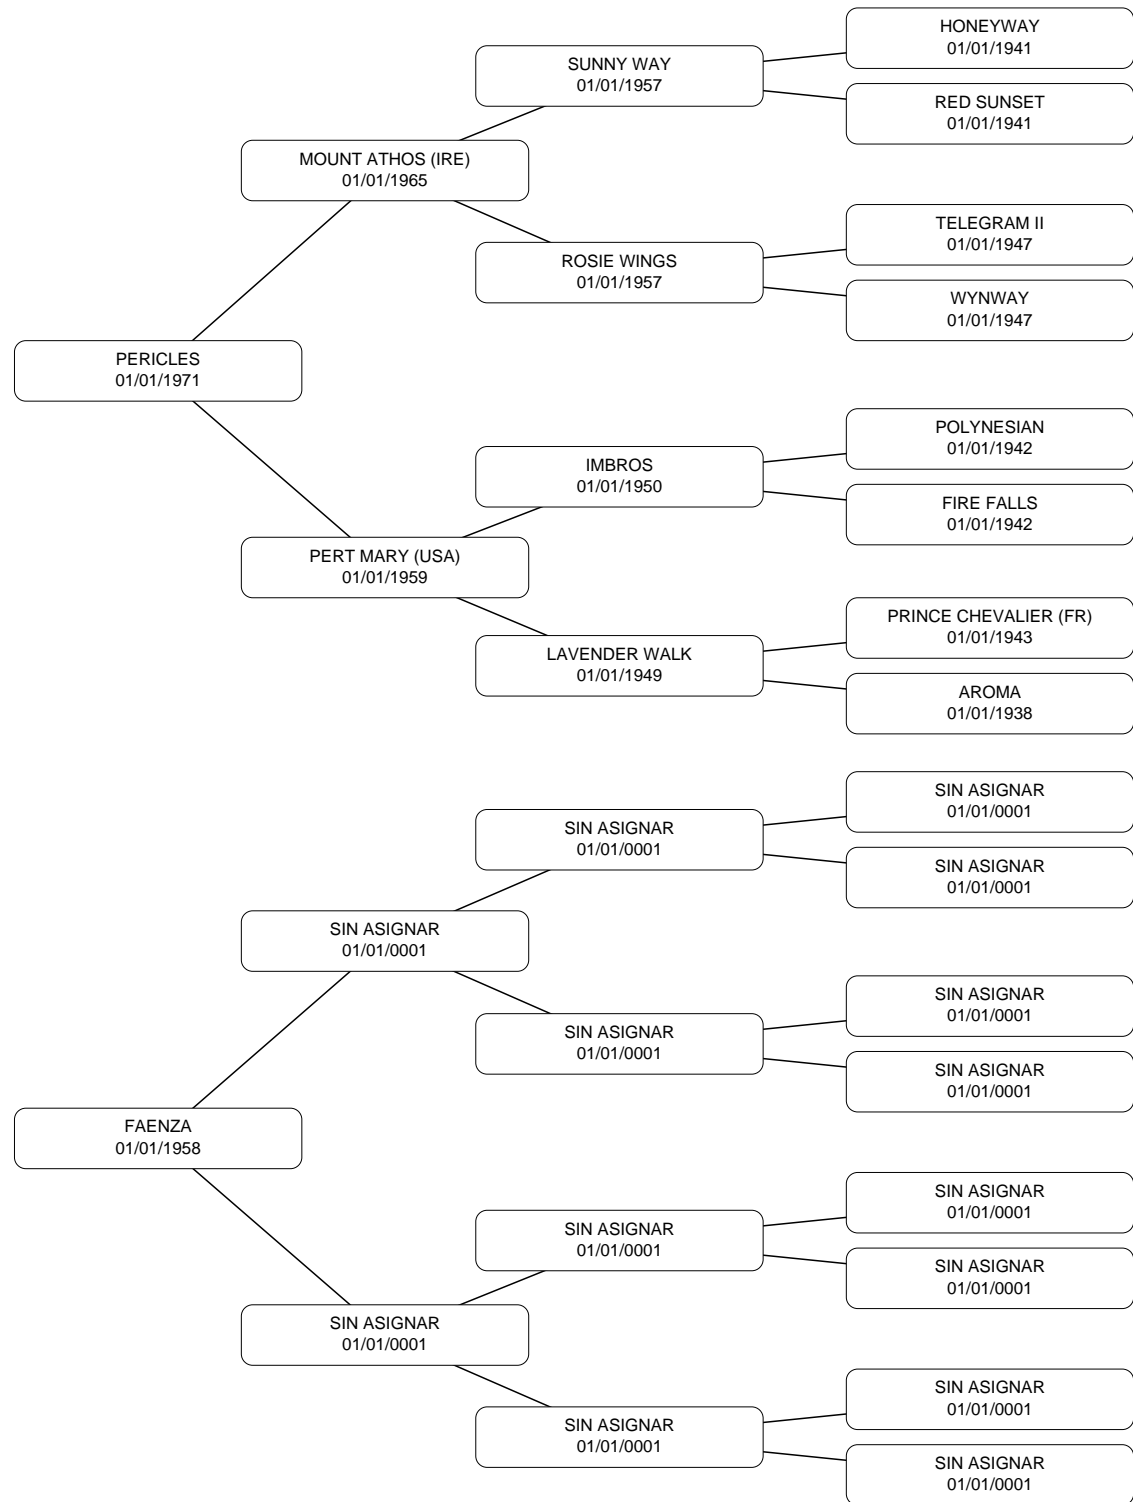 HONEYWAY
01/01/1941
SUNNY WAY
01/01/1957
RED SUNSET
01/01/1941
MOUNT ATHOS (IRE)
01/01/1965
TELEGRAM II
01/01/1947
ROSIE WINGS
01/01/1957
WYNWAY
01/01/1947
PERICLES
01/01/1971
POLYNESIAN
01/01/1942
IMBROS
01/01/1950
FIRE FALLS
01/01/1942
PERT MARY (USA)
01/01/1959
PRINCE CHEVALIER (FR)
01/01/1943
LAVENDER WALK
01/01/1949
AROMA
01/01/1938
SIN ASIGNAR
01/01/0001
SIN ASIGNAR
01/01/0001
SIN ASIGNAR
01/01/0001
SIN ASIGNAR
01/01/0001
SIN ASIGNAR
01/01/0001
SIN ASIGNAR
01/01/0001
SIN ASIGNAR
01/01/0001
FAENZA
01/01/1958
SIN ASIGNAR
01/01/0001
SIN ASIGNAR
01/01/0001
SIN ASIGNAR
01/01/0001
SIN ASIGNAR
01/01/0001
SIN ASIGNAR
01/01/0001
SIN ASIGNAR
01/01/0001
SIN ASIGNAR
01/01/0001